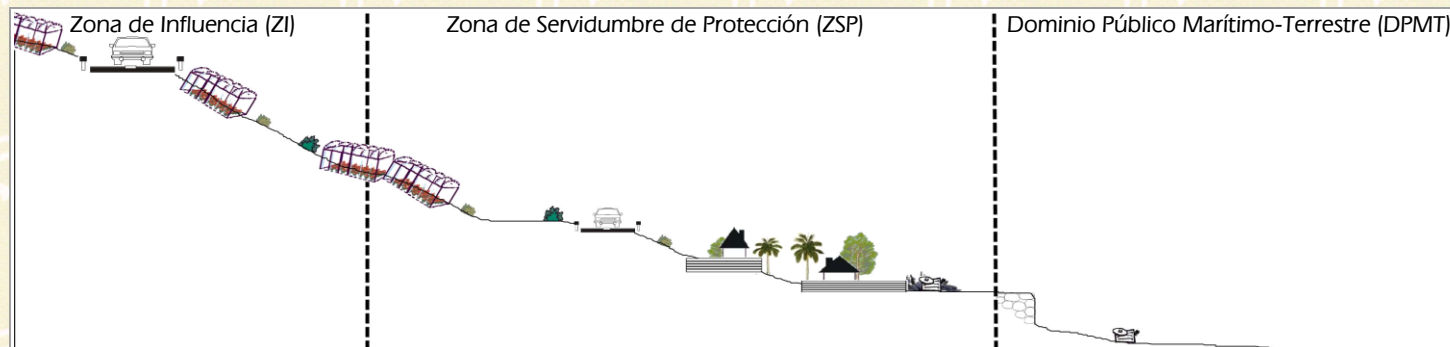 Zona de Influencia (ZI)
Zona de Servidumbre de Protección (ZSP)
Dominio Público Marítimo-Terrestre (DPMT)